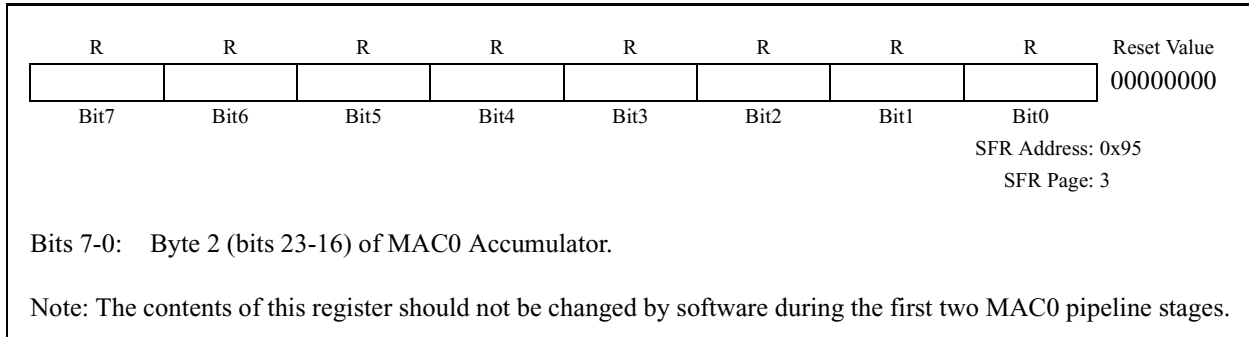 R R R R R R R R Reset Value
00000000
Bit7 Bit6 Bit5 Bit4 Bit3 Bit2 Bit1 Bit0
SFR Address: 0x95
SFR Page: 3
Bits 7-0: Byte 2 (bits 23-16) of MAC0 Accumulator.
Note: The contents of this register should not be changed by software during the first two MAC0 pipeline stages.